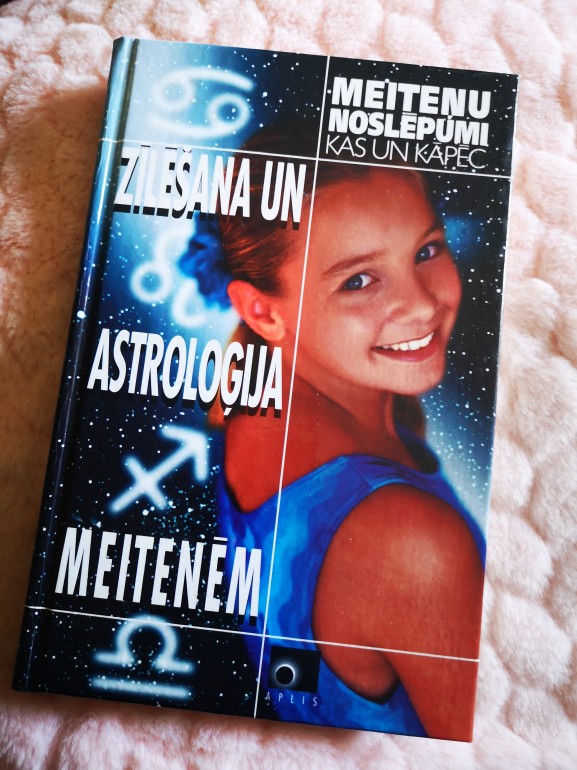 MEITEŅU
NOSLĒPUMI
KAS UN KĀPĒC
ZĪLĒŠANA UN
ASTROLOĢIJA
MEITENĒM
APLIS